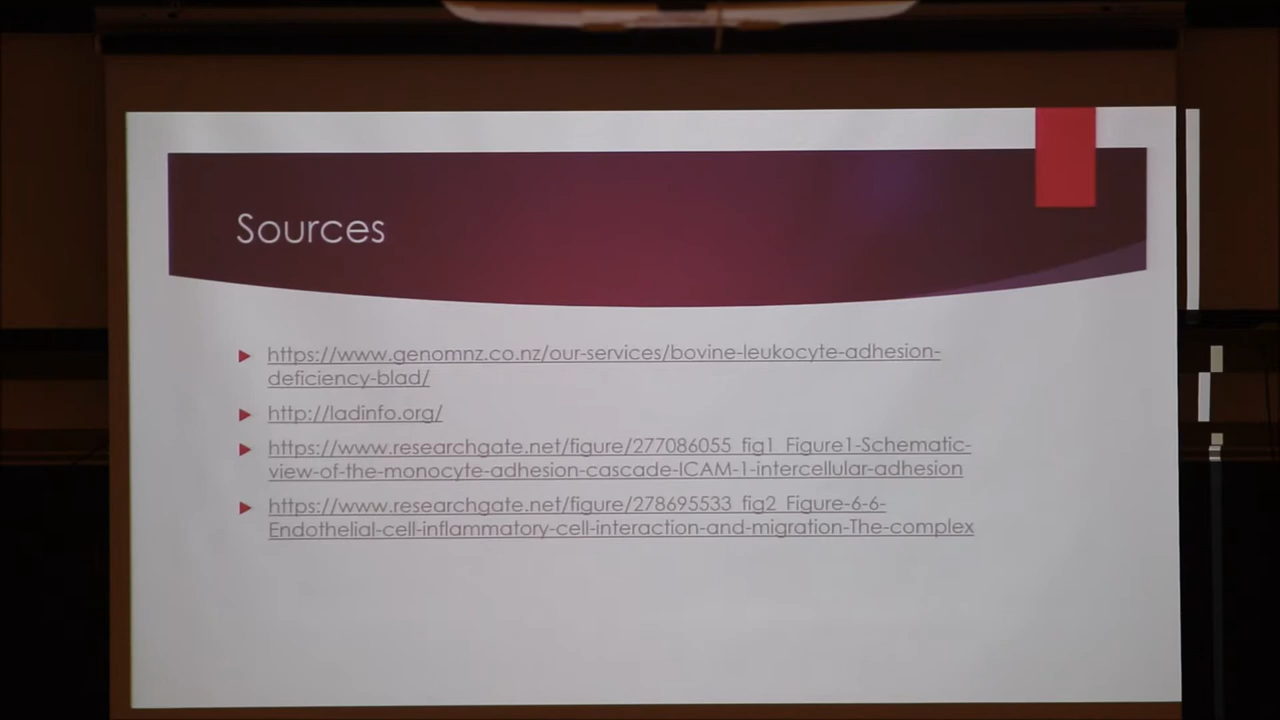 Sources
https://www.genomnz.co.nz/our-services/bovine-leukocyte-adhesion-
deficiency-blad/
http://ladinfo.org/
https://www.researchgate.net/figure/277086055_fig1_Figure1-Schematic-
view-of-the-monocyte-adhesion-cascade-ICAM-1-intercellular-adhesion
https://www.researchgate.net/figure/278695533_fig2_Figure-6-6-
Endothelial-cell-inflammatory-cell-interaction-and-migration-The-complex